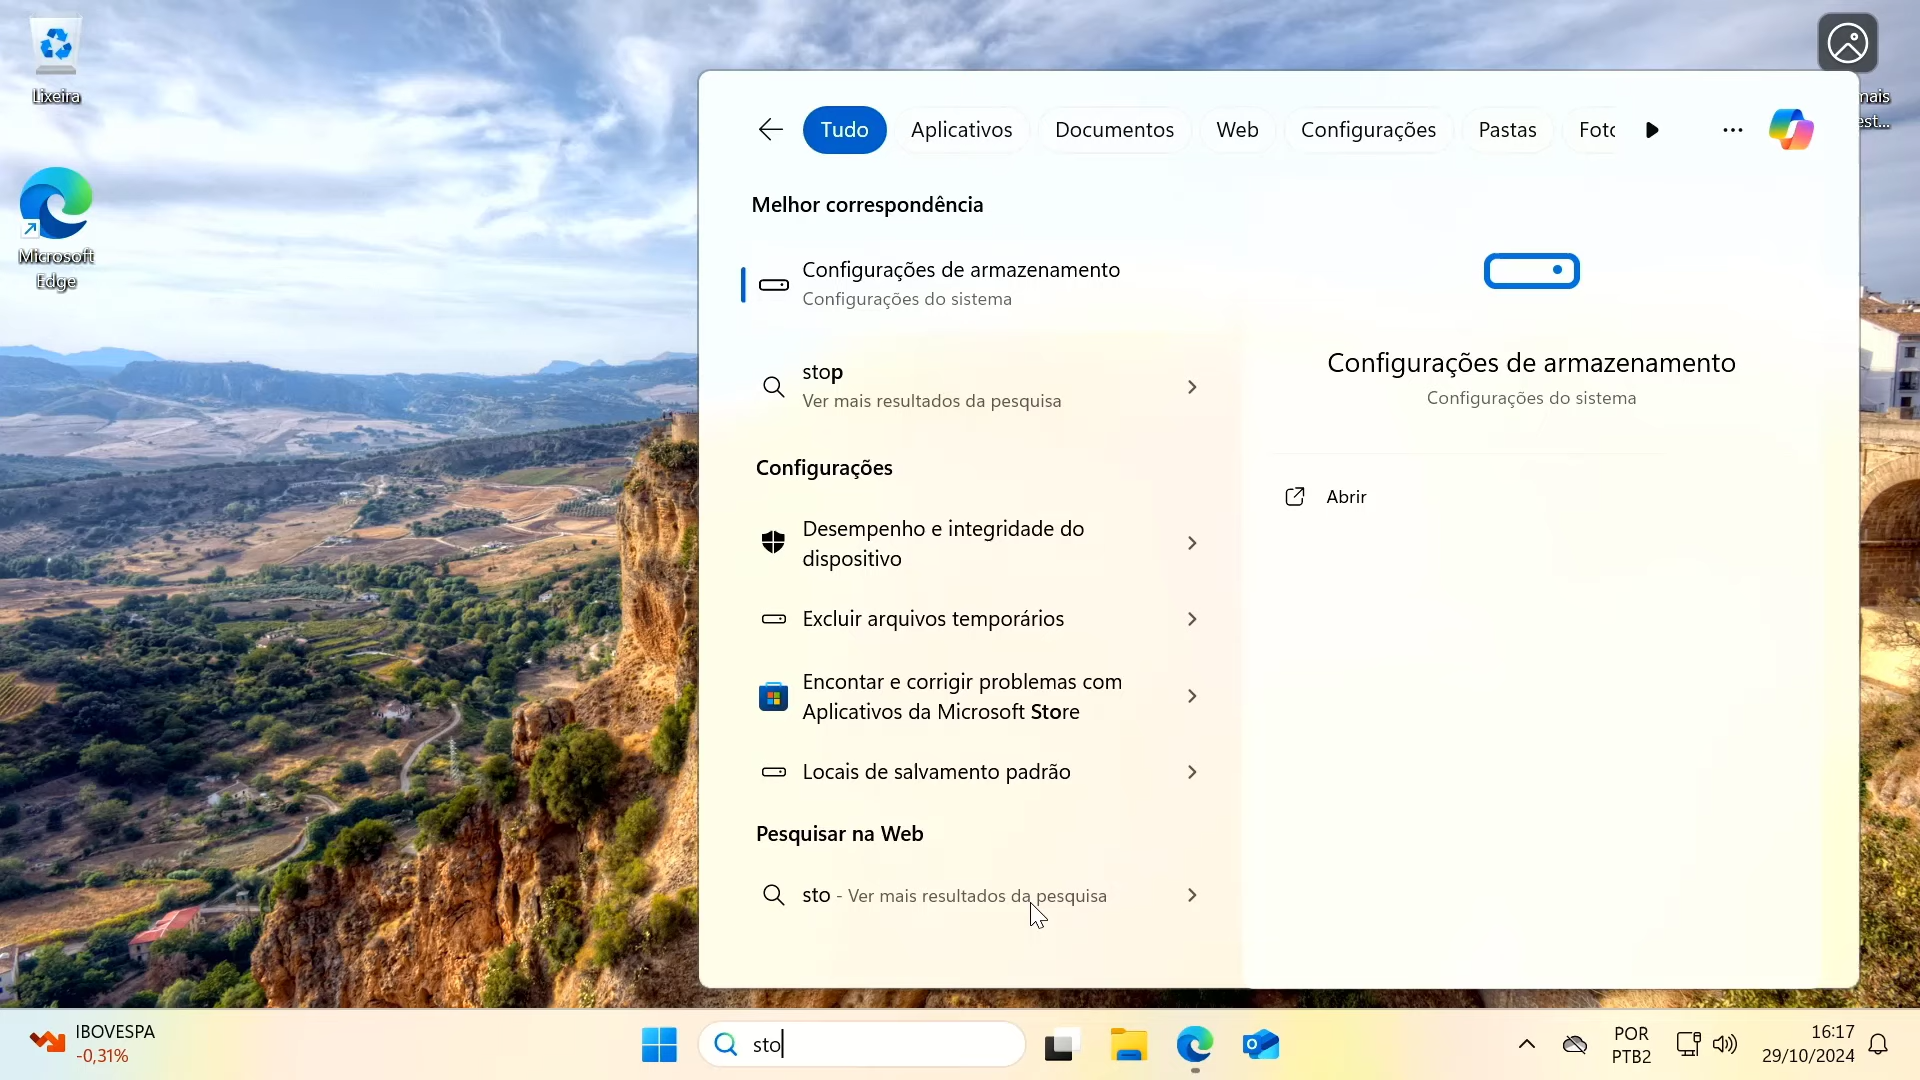 Lixeira
Microsoft
Edge
mais
est...
Tudo
Aplicativos
Documentos
Web
Configurações
Pastas
Foto
Melhor correspondência
Configurações de armazenamento
Configurações do sistema
stop
Ver mais resultados da pesquisa
Configurações
Desempenho e integridade do
dispositivo
Excluir arquivos temporários
Encontar e corrigir problemas com
Aplicativos da Microsoft Store
Locais de salvamento padrão
Pesquisar na Web
sto - Ver mais resultados da pesquisa
Configurações de armazenamento
Configurações do sistema
Abrir
IBOVESPA
-0,31%
sto
POR
PTB2
16:17
29/10/2024